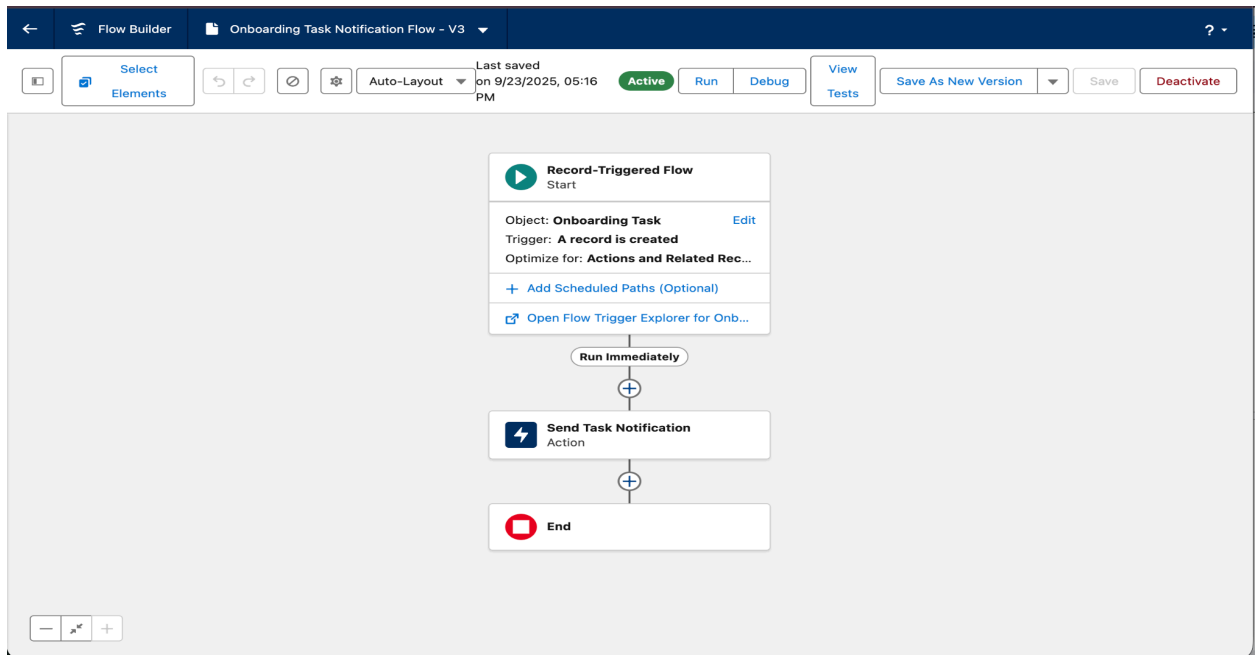 Flow Builder
Onboarding Task Notification Flow – V3
?
Select
Elements
Auto-Layout
Last saved
on 9/23/2025, 05:16
PM
Active
Run
Debug
View
Tests
Save As New Version
Save
Deactivate
Record-Triggered Flow
Start
Object: Onboarding Task
Edit
Trigger: A record is created
Optimize for: Actions and Related Rec...
+ Add Scheduled Paths (Optional)
Open Flow Trigger Explorer for Onb...
Run Immediately
Send Task Notification
Action
End